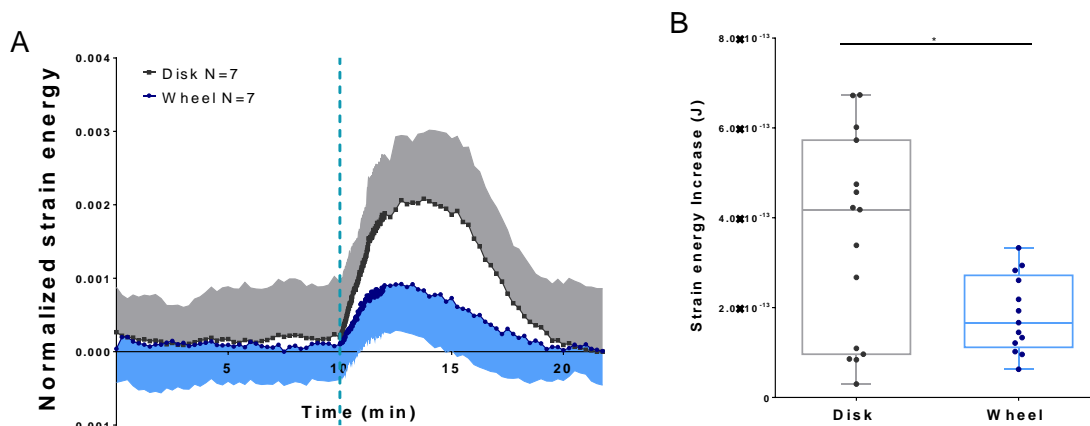 A
Normalized strain energy
0.004
0.003
0.002
0.001
0.000
Disk N=7
Wheel N=7
5
10
15
20
Time (min)
B
Strain energy Increase (J)
8.0✖10 -13
6.0✖10 -13
4.0✖10 -13
2.0✖10 -13
0
*
Disk
Wheel